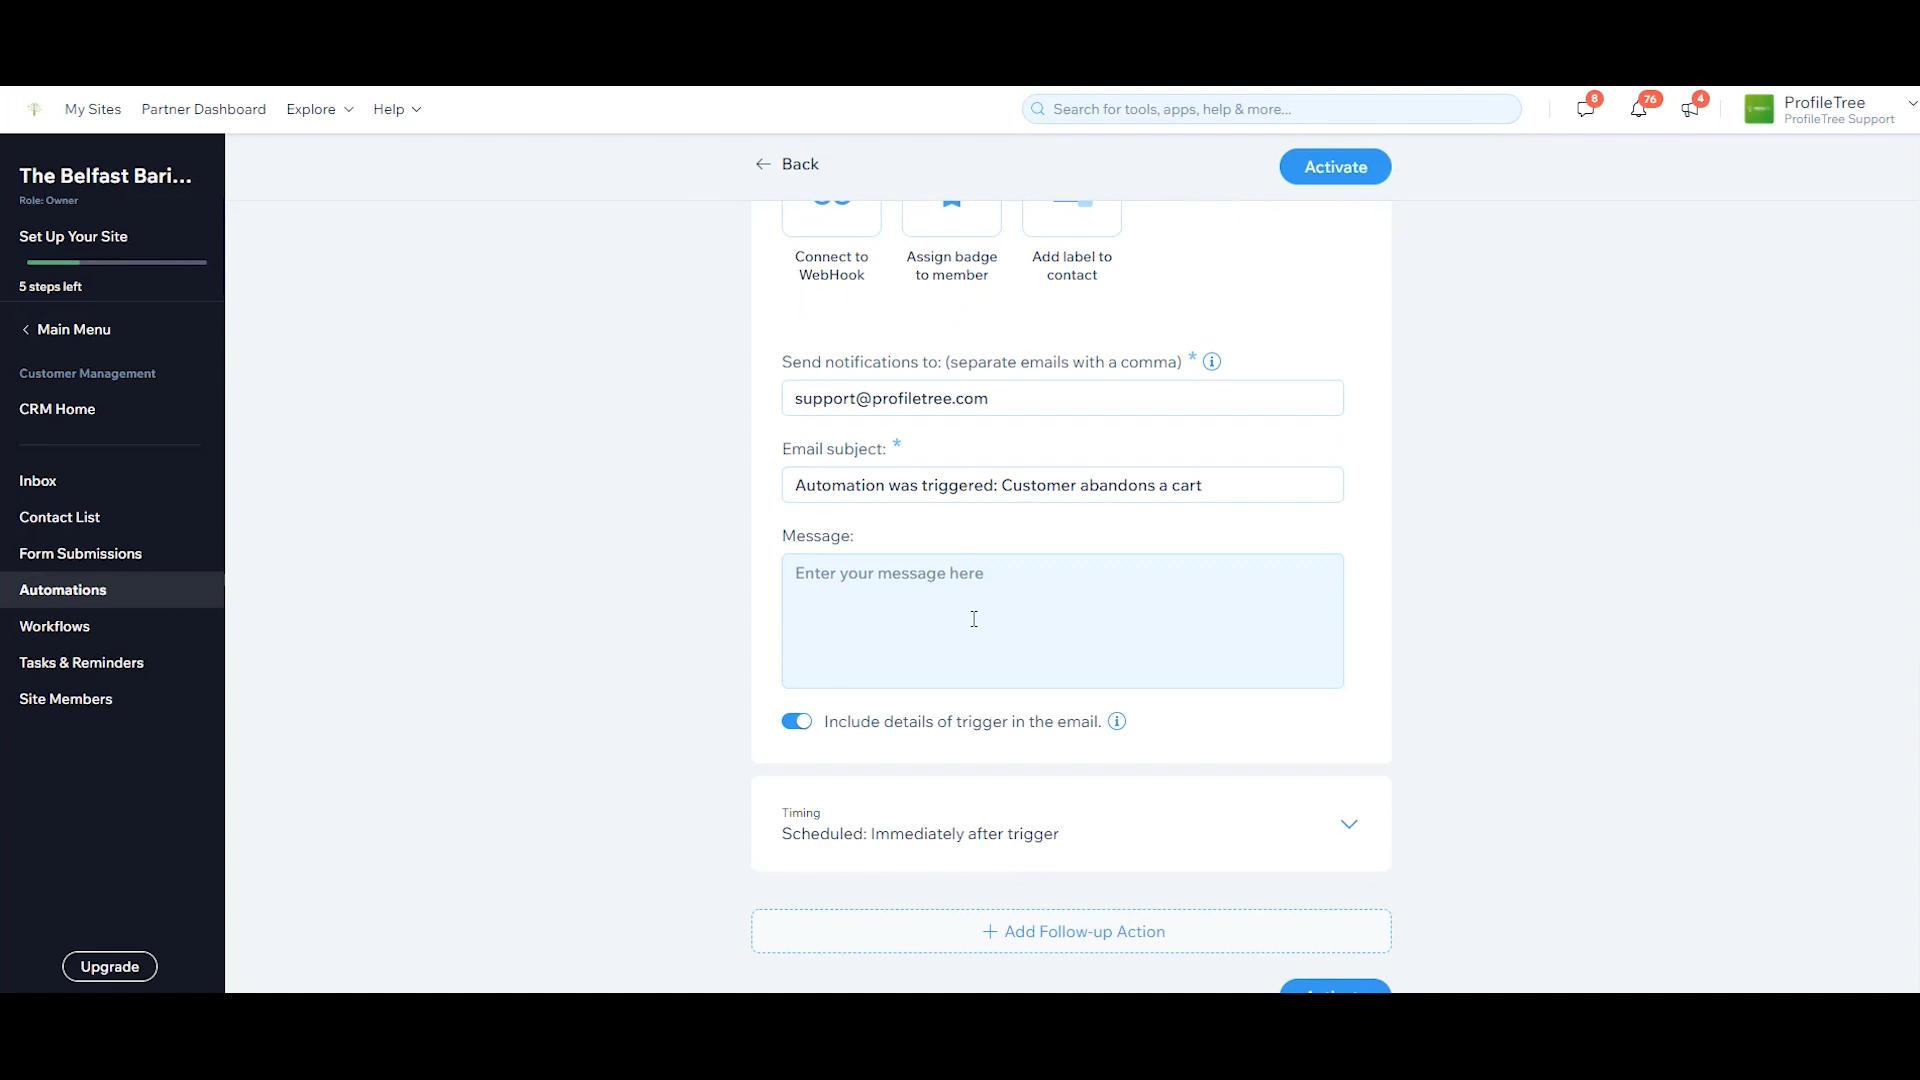 My Sites Partner Dashboard Explore Help Search for tools, apps, help & more... 8 76 4 ProfileTree
ProfileTree Support
The Belfast Bari...
Role: Owner
Set Up Your Site
5 steps left
Main Menu
Customer Management
CRM Home
Inbox
Contact List
Form Submissions
Automations
Workflows
Tasks & Reminders
Site Members
Upgrade
Back Activate
Connect to
WebHook
Assign badge
to member
Add label to
contact
Send notifications to: (separate emails with a comma) *
support@profiletree.com
Email subject: *
Automation was triggered: Customer abandons a cart
Message:
Enter your message here
Include details of trigger in the email.
Timing
Scheduled: Immediately after trigger
+ Add Follow-up Action